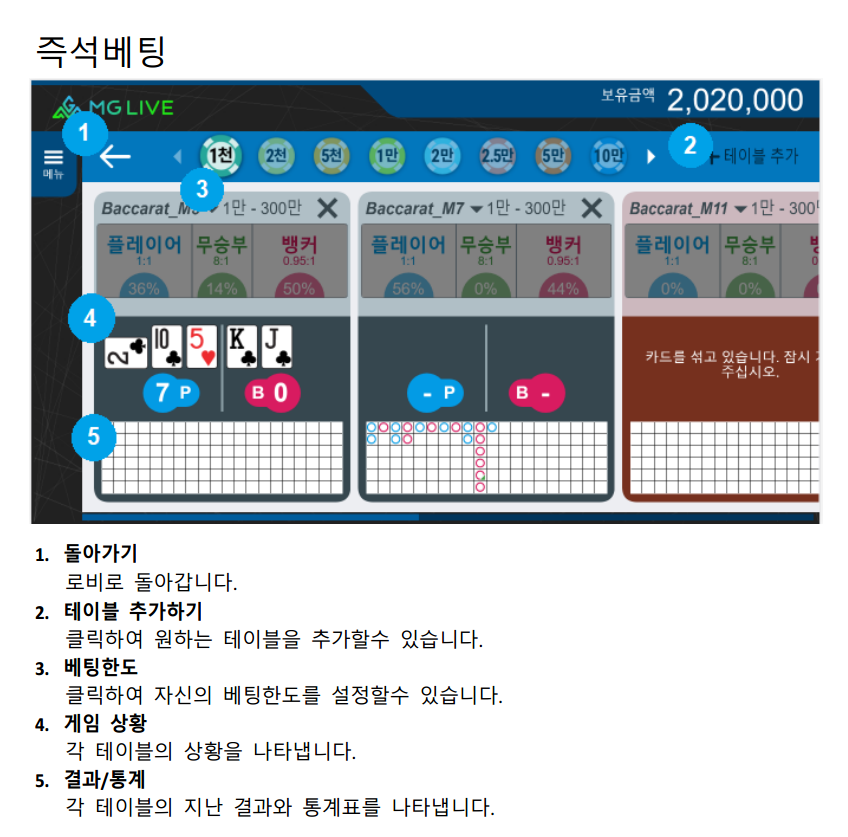 즉석베팅
MG LIVE
보유금액 2,020,000
1
메뉴
1천 2천 5천 1만 2만 2.5만 5만 10만
2
테이블 추가
3
Baccarat_M 1만 - 300만
Baccarat_M7 1만 - 300만
Baccarat_M11 1만 - 300
플레이어 무승부 뱅커
1:1 8:1 0.95:1
36% 14% 50%
플레이어 무승부 뱅커
1:1 8:1 0.95:1
56% 0% 44%
플레이어 무승부
1:1 8:1
0% 0%
4
2 10 5 K J
7 P B 0
- P B -
카드를 섞고 있습니다. 잠시
주십시오.
5
1. 돌아가기
로비로 돌아갑니다.
2. 테이블 추가하기
클릭하여 원하는 테이블을 추가할수 있습니다.
3. 베팅한도
클릭하여 자신의 베팅한도를 설정할수 있습니다.
4. 게임 상황
각 테이블의 상황을 나타냅니다.
5. 결과/통계
각 테이블의 지난 결과와 통계표를 나타냅니다.